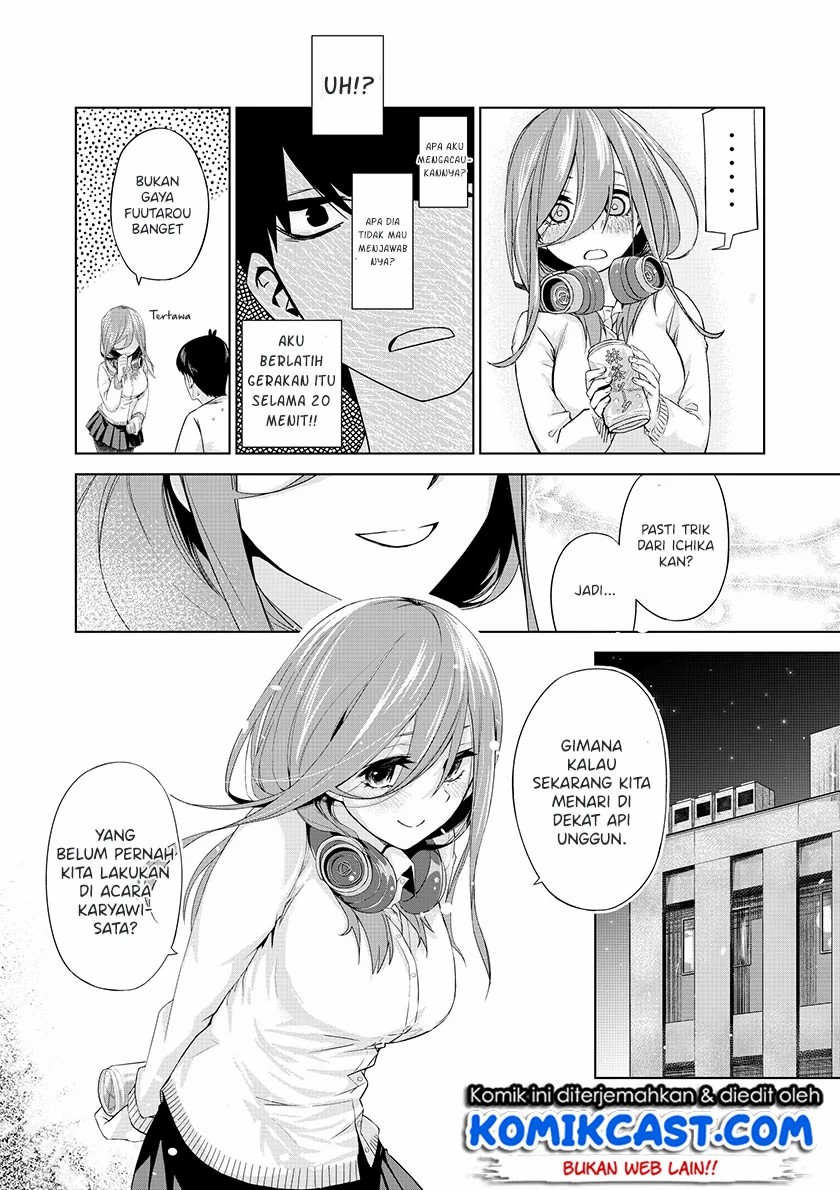 ......
UH!?
APA AKU
MENGACAU-
KANNYA?
APA DIA
TIDAK MAU
MENJAWAB
NYA?
AKU
BERLATIH
GERAKAN ITU
SELAMA 20
MENIT!!
BUKAN
GAYA
FUUTAROU
BANGET
Tertawa
PASTI TRIK
DARI ICHIKA
KAN?
JADI...
GIMANA
KALAU
SEKARANG KITA
MENARI DI
DEKAT API
UNGGUN.
YANG
BELUM PERNAH
KITA LAKUKAN
DI ACARA
KARYAWI-
SATA?
Komik ini diterjemahkan & diedit oleh
KOMIKCAST.COM
BUKAN WEB LAIN!!